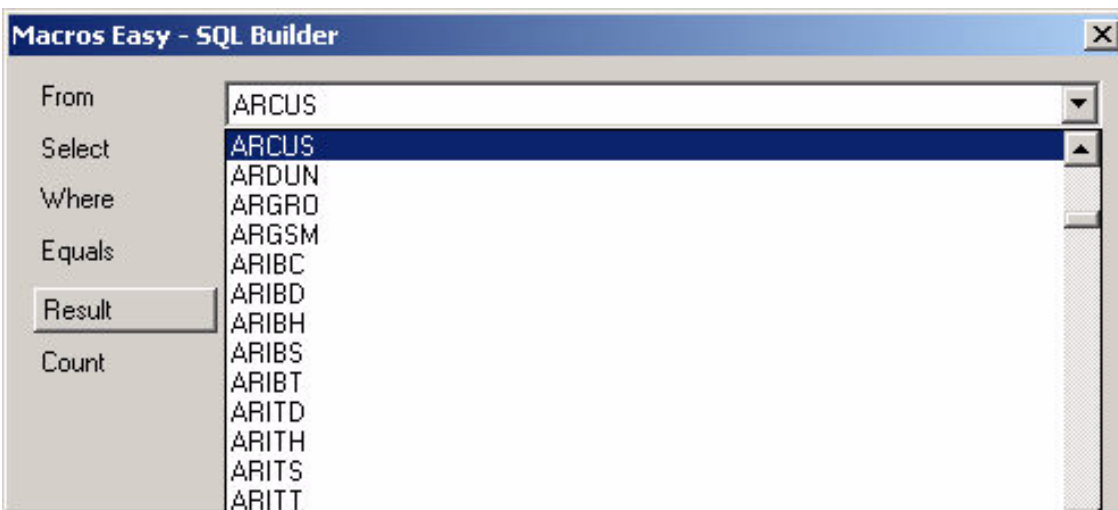 Macros Easy - SQL Builder
From
ARCUS
Select
ARCUS
ARDUN
Where
ARGRO
ARGSM
Equals
ARIBC
ARIBD
Result
ARIBH
ARIBS
Count
ARIBT
ARITD
ARITH
ARITS
ARITT